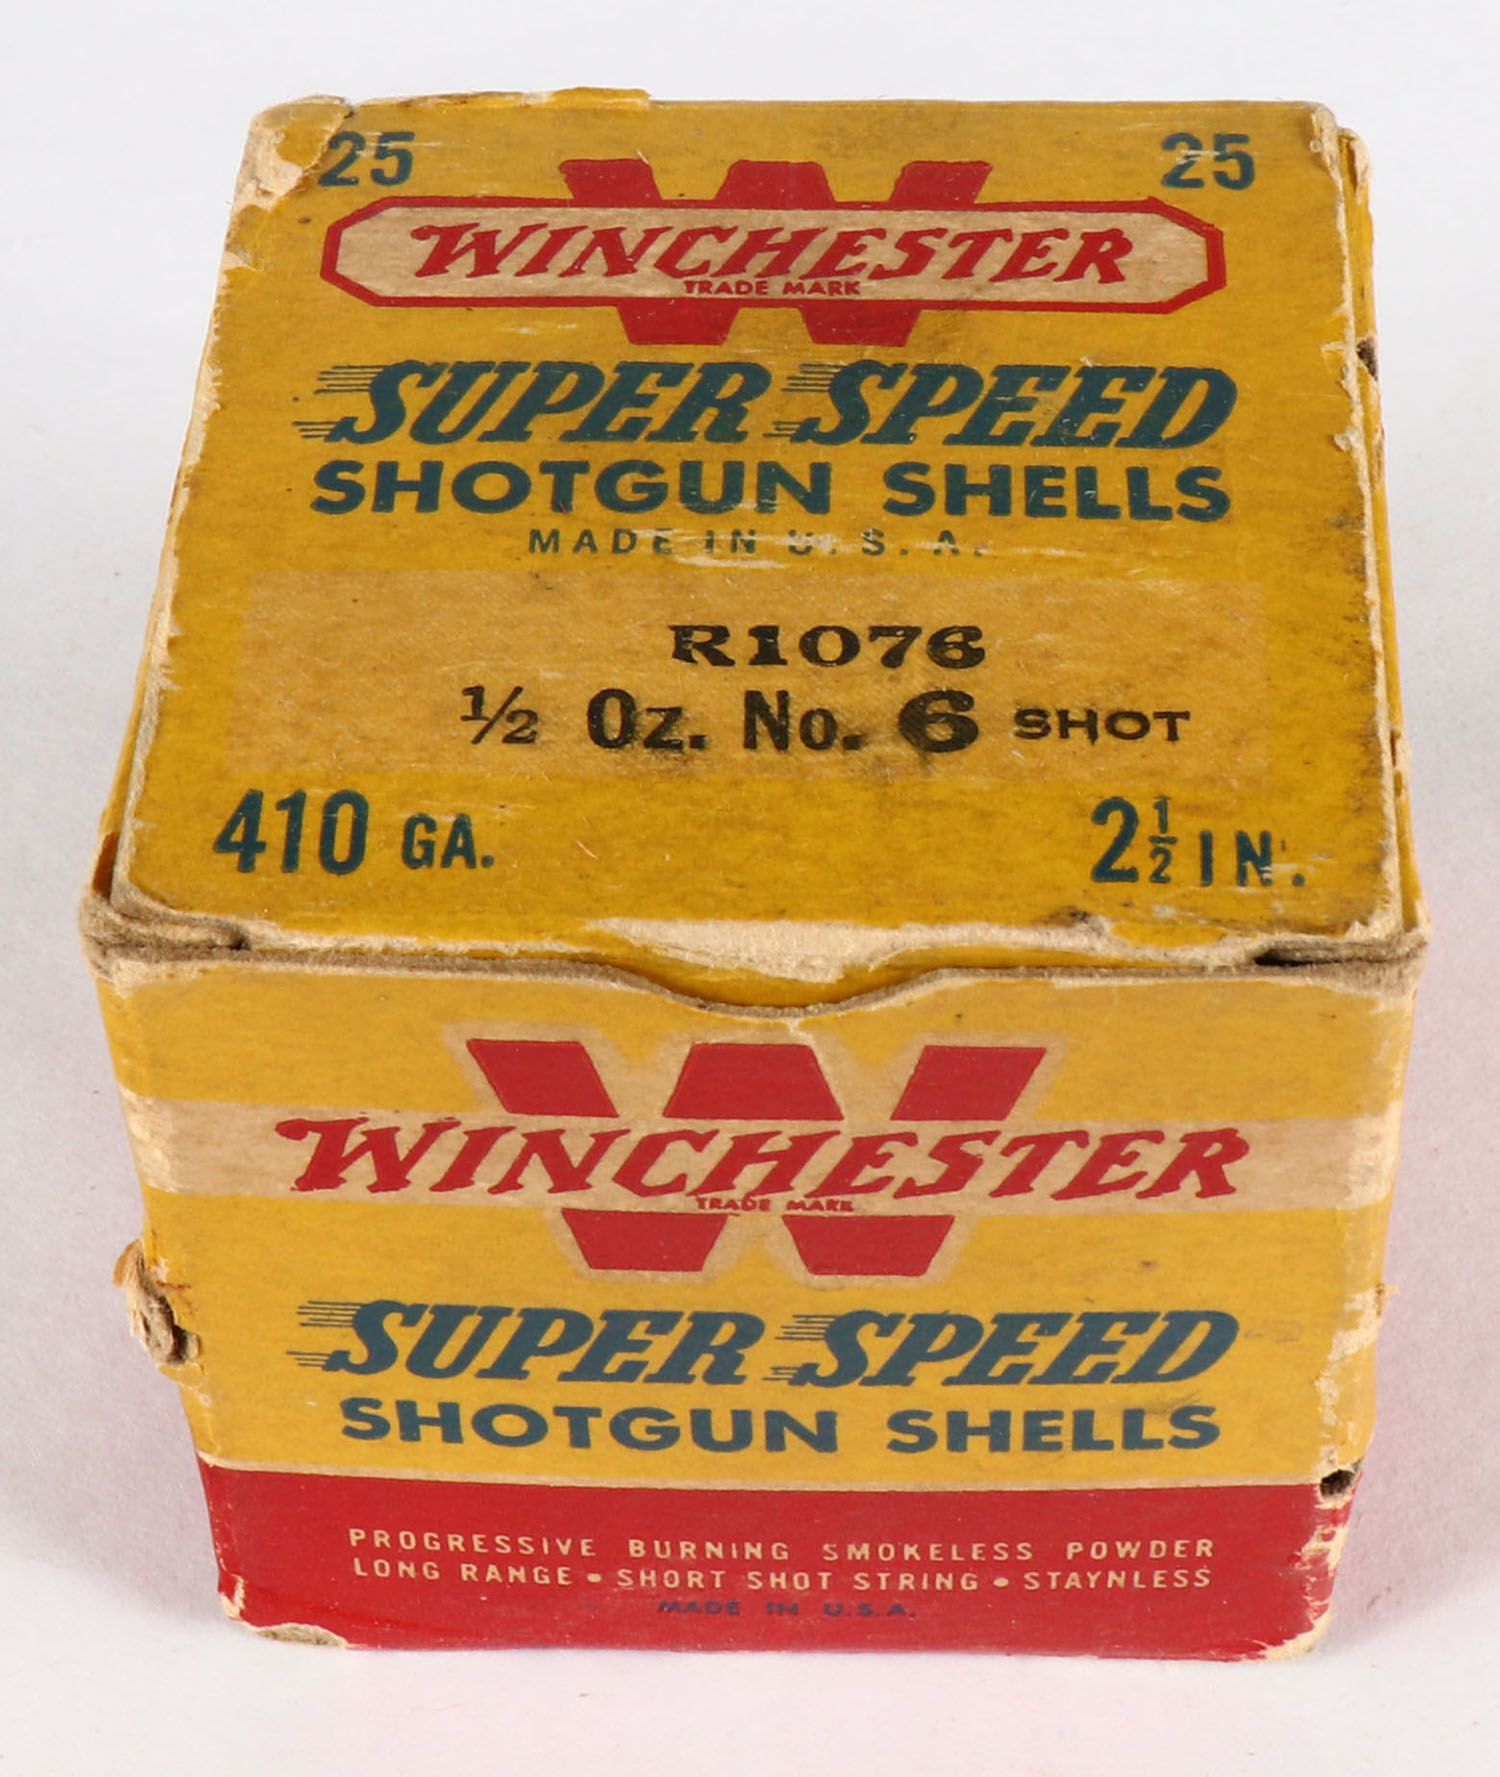 25 25
WINCHESTER
TRADE MARK
SUPER SPEED
SHOTGUN SHELLS
MADE IN U.S.A.
R1076
½ Oz. No. 6 SHOT
410 GA. 2½ IN.
WINCHESTER
TRADE MARK
SUPER SPEED
SHOTGUN SHELLS
PROGRESSIVE BURNING SMOKELESS POWDER
LONG RANGE • SHORT SHOT STRING • STAYNLESS
MADE IN U.S.A.